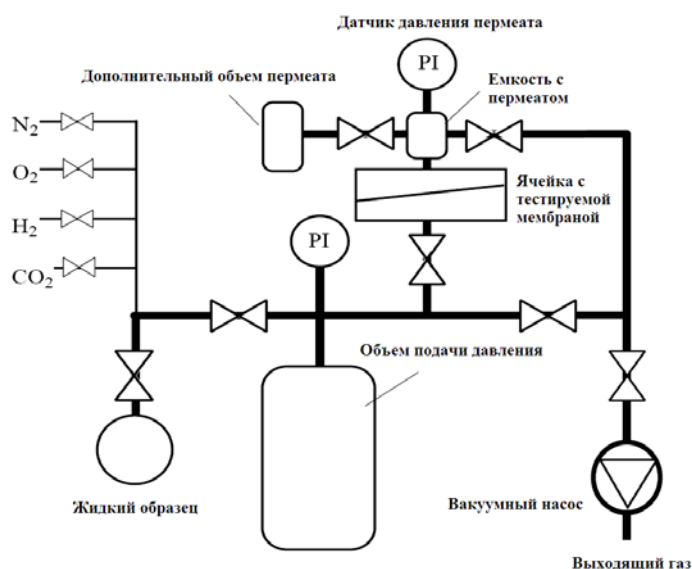 Датчик давления пермеата
PI
Дополнительный объем пермеата
Емкость с
пермеатом
N2
O2
H2
CO2
Ячейка с
тестируемой
мембраной
PI
Объем подачи давления
Жидкий образец
Вакуумный насос
Выходящий газ